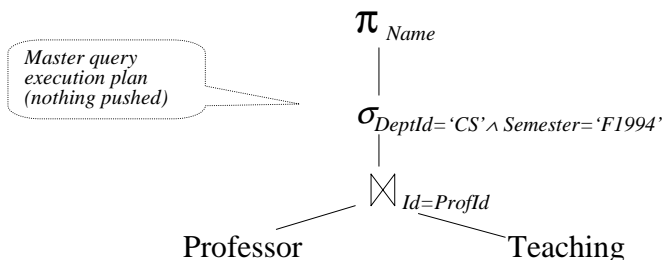 π Name
Master query
execution plan
(nothing pushed)
σ DeptId=‘CS’∧ Semester=‘F1994’
⋈ Id=ProfId
Professor Teaching